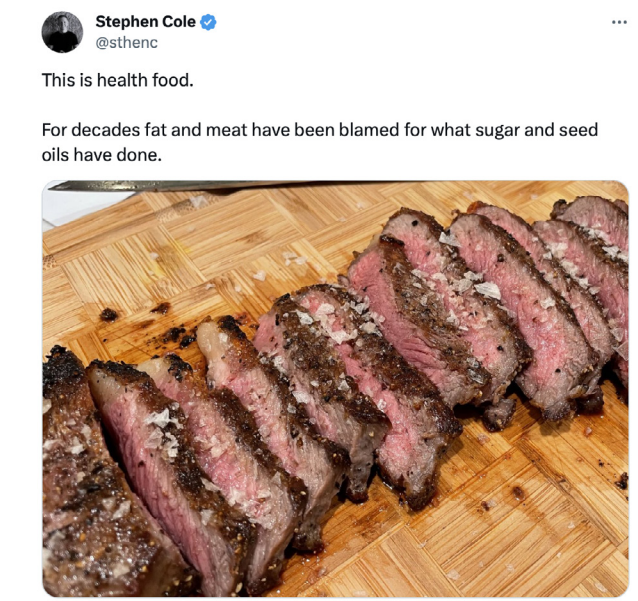 Stephen Cole
@sthenc
This is health food.
For decades fat and meat have been blamed for what sugar and seed
oils have done.